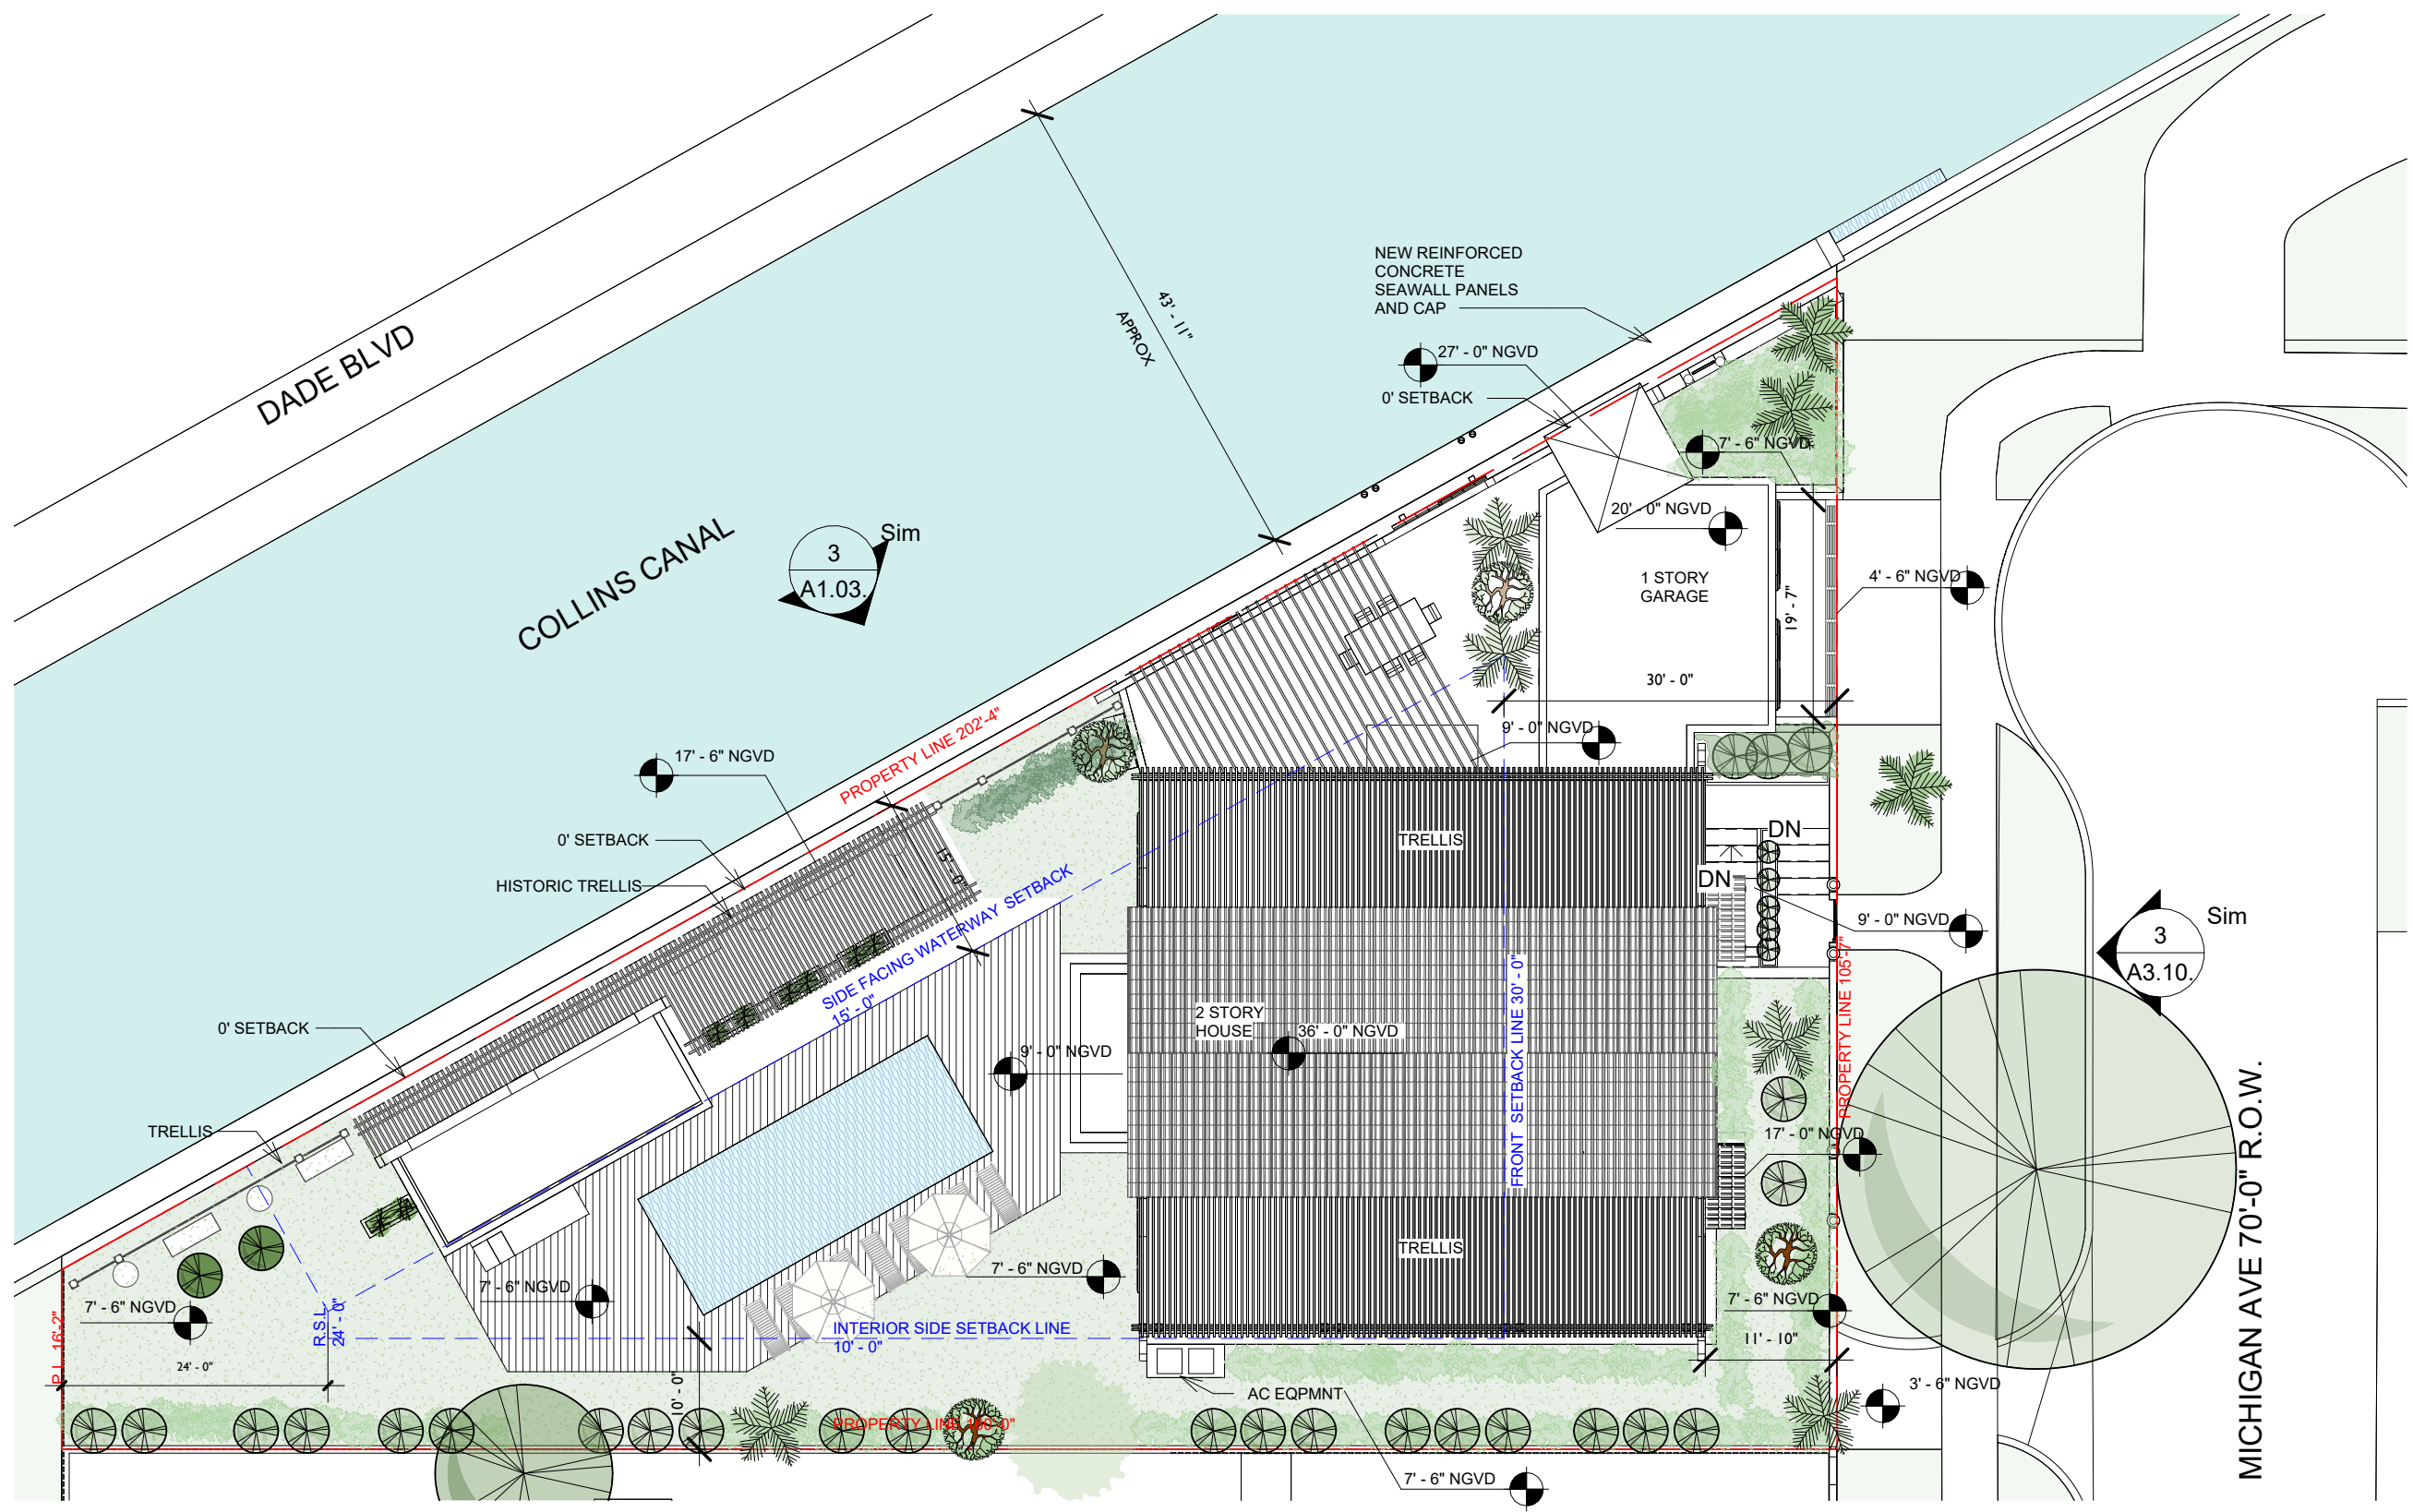 NEW REINFORCED
CONCRETE
SEAWALL PANELS
AND CAP
43' - 11"
APPROX
DADE BLVD
27' - 0" NGVD
0' SETBACK
7' - 6" NGVD
20' - 0" NGVD
COLLINS CANAL
3
Sim
A1.03.
1 STORY
GARAGE
19' - 7"
4' - 6" NGVD
30' - 0"
9' - 0" NGVD
PROPERTY LINE 202'-4"
17' - 6" NGVD
0' SETBACK
HISTORIC TRELLIS
15' - 0"
TRELLIS
DN
DN
9' - 0" NGVD
SIDE FACING WATERWAY SETBACK
15' - 0"
3
Sim
A3.10.
0' SETBACK
9' - 0" NGVD
2 STORY
HOUSE
36' - 0" NGVD
FRONT SETBACK LINE 30' - 0"
PROPERTY LINE 105'-7"
TRELLIS
17' - 0" NGVD
MICHIGAN AVE 70'-0" R.O.W.
TRELLIS
7' - 6" NGVD
7' - 6" NGVD
7' - 6" NGVD
7' - 6" NGVD
P.L. 16'-2"
R.S.L.
24' - 0"
INTERIOR SIDE SETBACK LINE
10' - 0"
11' - 10"
24' - 0"
10' - 0"
AC EQPMNT
3' - 6" NGVD
PROPERTY LINE
7' - 6" NGVD